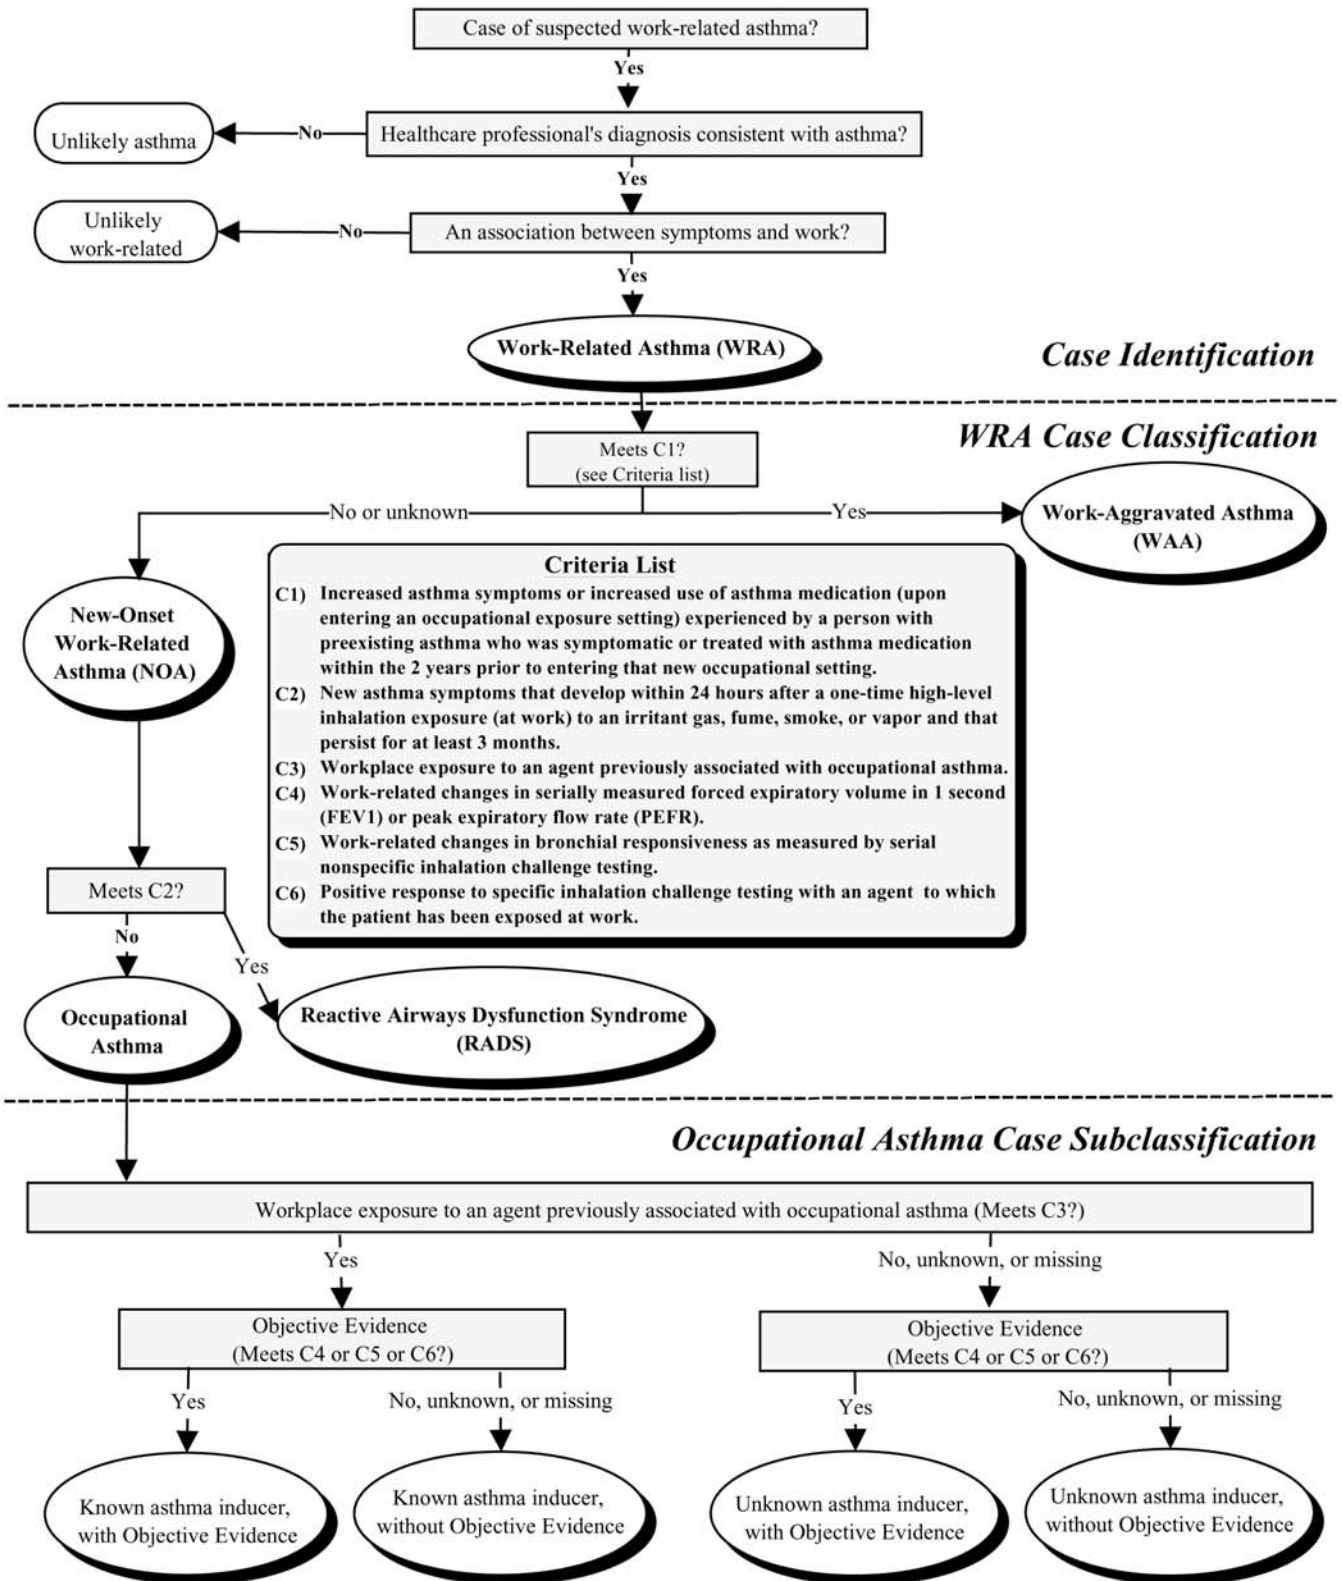 Case of suspected work-related asthma?
Yes
Healthcare professional's diagnosis consistent with asthma?
No
Unlikely asthma
Yes
An association between symptoms and work?
No
Unlikely
work-related
Yes
Work-Related Asthma (WRA)
Case Identification
WRA Case Classification
Meets C1?
(see Criteria list)
No or unknown
Yes
Work-Aggravated Asthma
(WAA)
New-Onset
Work-Related
Asthma (NOA)
Criteria List
C1) Increased asthma symptoms or increased use of asthma medication (upon
entering an occupational exposure setting) experienced by a person with
preexisting asthma who was symptomatic or treated with asthma medication
within the 2 years prior to entering that new occupational setting.
C2) New asthma symptoms that develop within 24 hours after a one-time high-level
inhalation exposure (at work) to an irritant gas, fume, smoke, or vapor and that
persist for at least 3 months.
C3) Workplace exposure to an agent previously associated with occupational asthma.
C4) Work-related changes in serially measured forced expiratory volume in 1 second
(FEV1) or peak expiratory flow rate (PEFR).
C5) Work-related changes in bronchial responsiveness as measured by serial
nonspecific inhalation challenge testing.
C6) Positive response to specific inhalation challenge testing with an agent to which
the patient has been exposed at work.
Meets C2?
No
Yes
Occupational
Asthma
Reactive Airways Dysfunction Syndrome
(RADS)
Occupational Asthma Case Subclassification
Workplace exposure to an agent previously associated with occupational asthma (Meets C3?)
Yes
No, unknown, or missing
Objective Evidence
(Meets C4 or C5 or C6?)
Objective Evidence
(Meets C4 or C5 or C6?)
Yes
No, unknown, or missing
Yes
No, unknown, or missing
Known asthma inducer,
with Objective Evidence
Known asthma inducer,
without Objective Evidence
Unknown asthma inducer,
with Objective Evidence
Unknown asthma inducer,
without Objective Evidence